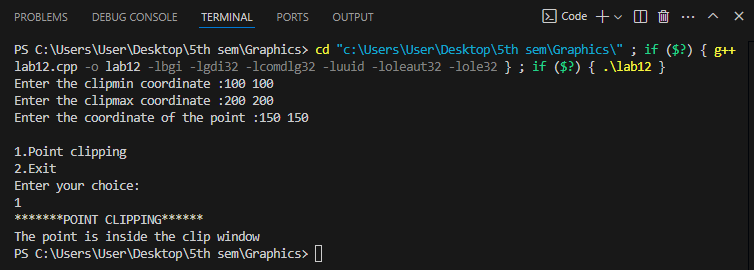 PROBLEMS DEBUG CONSOLE TERMINAL PORTS OUTPUT Code
PS C:\Users\User\Desktop\5th sem\Graphics> cd "c:\Users\User\Desktop\5th sem\Graphics\" ; if ($?) { g++
lab12.cpp -o lab12 -lbgi -lgdi32 -lcomdlg32 -luuid -loleaut32 -lole32 } ; if ($?) { .\lab12 }
Enter the clipmin coordinate :100 100
Enter the clipmax coordinate :200 200
Enter the coordinate of the point :150 150
1.Point clipping
2.Exit
Enter your choice:
1
*******POINT CLIPPING******
The point is inside the clip window
PS C:\Users\User\Desktop\5th sem\Graphics>